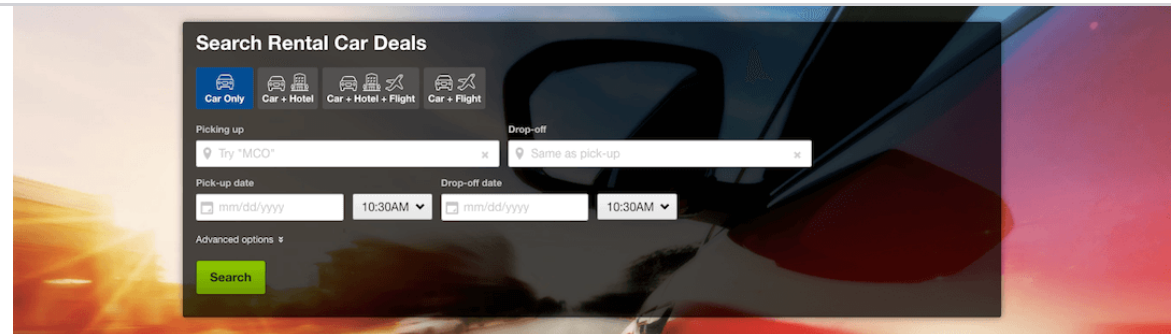 Search Rental Car Deals
Car Only Car + Hotel Car + Hotel + Flight Car + Flight
Picking up Drop-off
Try "MCO" × Same as pick-up ×
Pick-up date Drop-off date
mm/dd/yyyy 10:30AM mm/dd/yyyy 10:30AM
Advanced options
Search